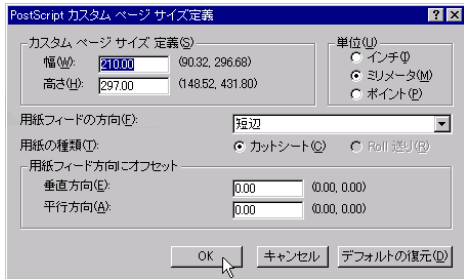 PostScript カスタム ページ サイズ定義
カスタム ページ サイズ 定義(S)
幅(W): 210.00 (90.32, 296.68)
高さ(H): 297.00 (148.52, 431.80)
単位(U)
インチ(I)
ミリメータ(M)
ポイント(P)
用紙フィードの方向(F): 短辺
用紙の種類(T): カットシート(C) Roll 送り(R)
用紙フィード方向にオフセット
垂直方向(E): 0.00 (0.00, 0.00)
平行方向(A): 0.00 (0.00, 0.00)
OK キャンセル デフォルトの復元(D)